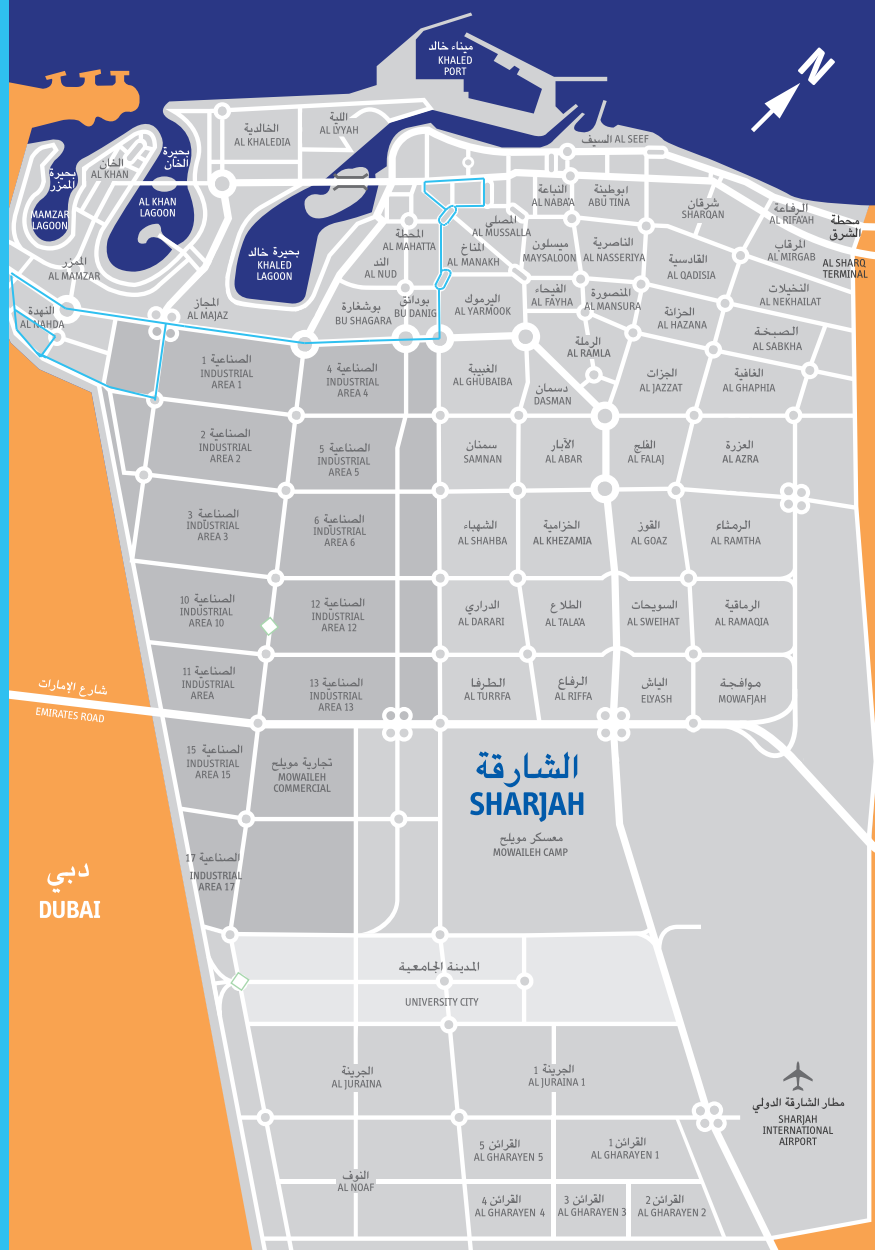 ميناء خالد
KHALED
PORT
N
اللية
AL LYYAH
الخالدية
AL KHALEDIA
السيف AL SEEF
بحيرة
الخان
الخان
AL KHAN
بحيرة
الممزر
MAMZAR
LAGOON
AL KHAN
LAGOON
النباعة
AL NABA'A
ابوطينة
ABU TINA
شرقان
SHARQAN
الرفاعة
AL RIFA'AH
محطة
الشرق
AL SHARQ
TERMINAL
المصلى
AL MUSSALLA
المحطة
AL MAHATTA
المناخ
AL MANAKH
ميسلون
MAYSALOON
الناصرية
AL NASSERIYA
المرقاب
AL MIRGAB
القادسية
AL QADISIA
بحيرة خالد
KHALED
LAGOON
الند
AL NUD
الممزر
AL MAMZAR
النخيلات
AL NEKHAILAT
الفيحاء
AL FAYHA
المنصورة
AL MANSURA
اليرموك
AL YARMOOK
بودانق
BU DANIG
بوشغارة
BU SHAGARA
المجاز
AL MAJAZ
النهدة
AL NAHDA
الحزانة
AL HAZANA
الصبخة
AL SABKHA
الرملة
AL RAMLA
الصناعية 1
INDUSTRIAL
AREA 1
الصناعية 4
INDUSTRIAL
AREA 4
الغبيبة
AL GHUBAIBA
دسمان
DASMAN
الجزات
AL JAZZAT
الغافية
AL GHAPHIA
الصناعية 2
INDUSTRIAL
AREA 2
الصناعية 5
INDUSTRIAL
AREA 5
سمنان
SAMNAN
الآبار
AL ABAR
الفلج
AL FALAJ
العزرة
AL AZRA
الصناعية 3
INDUSTRIAL
AREA 3
الصناعية 6
INDUSTRIAL
AREA 6
الشهباء
AL SHAHBA
الخزامية
AL KHEZAMIA
القوز
AL GOAZ
الرمثاء
AL RAMTHA
الصناعية 10
INDUSTRIAL
AREA 10
الصناعية 12
INDUSTRIAL
AREA 12
الدراري
AL DARARI
الطلاع
AL TALA'A
السويحات
AL SWEIHAT
الرماقية
AL RAMAQIA
الصناعية 11
INDUSTRIAL
AREA
الصناعية 13
INDUSTRIAL
AREA 13
الطرفا
AL TURRFA
الرفاع
AL RIFFA
الياش
ELYASH
موافجة
MOWAFJAH
شارع الإمارات
EMIRATES ROAD
الصناعية 15
INDUSTRIAL
AREA 15
تجارية مويلح
MOWAILEH
COMMERCIAL
الشارقة
SHARJAH
معسكر مويلح
MOWAILEH CAMP
الصناعية 17
INDUSTRIAL
AREA 17
دبي
DUBAI
المدينة الجامعية
UNIVERSITY CITY
الجرينة
AL JURAINA
الجرينة 1
AL JURAINA 1
مطار الشارقة الدولي
SHARJAH
INTERNATIONAL
AIRPORT
القرائن 5
AL GHARAYEN 5
القرائن 1
AL GHARAYEN 1
النوف
AL NOAF
القرائن 4
AL GHARAYEN 4
القرائن 3
AL GHARAYEN 3
القرائن 2
AL GHARAYEN 2